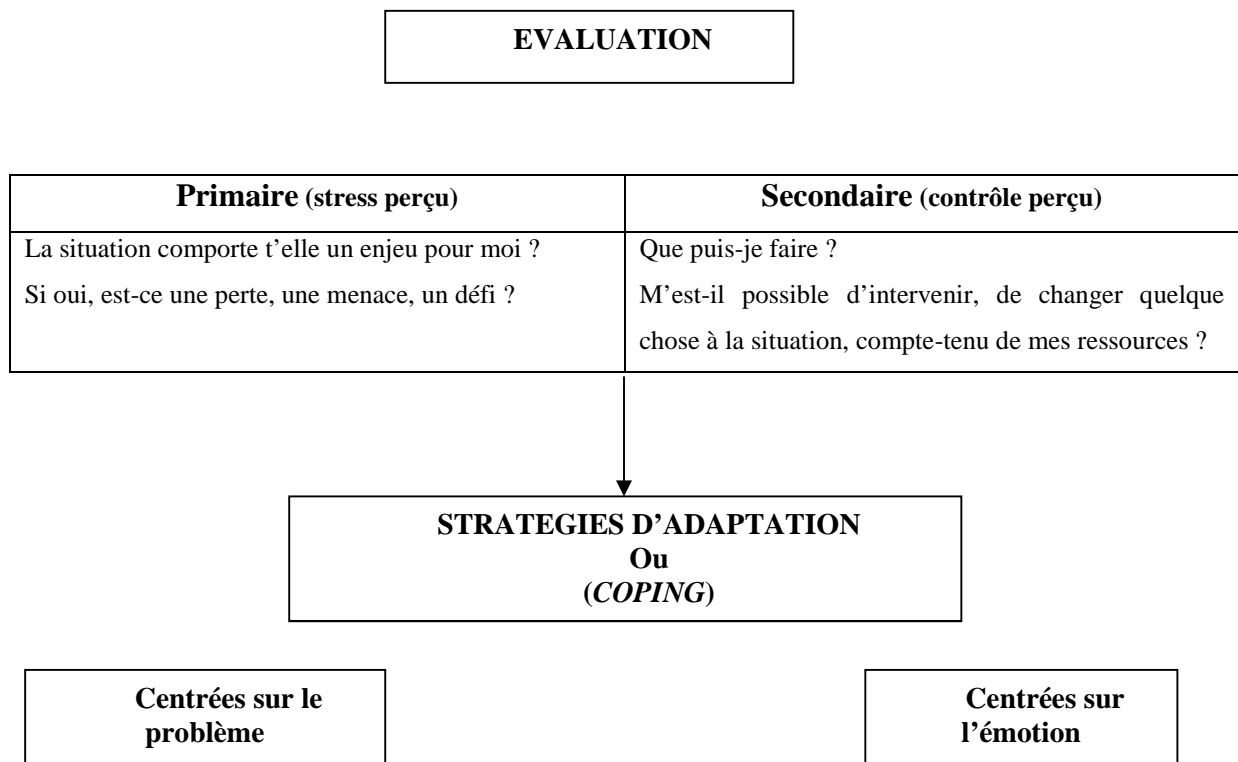 EVALUATION
Primaire (stress perçu)
Secondaire (contrôle perçu)
La situation comporte t’elle un enjeu pour moi ?
Si oui, est-ce une perte, une menace, un défi ?
Que puis-je faire ?
M’est-il possible d’intervenir, de changer quelque
chose à la situation, compte-tenu de mes ressources ?
STRATEGIES D’ADAPTATION
Ou
(COPING)
Centrées sur le
problème
Centrées sur
l’émotion